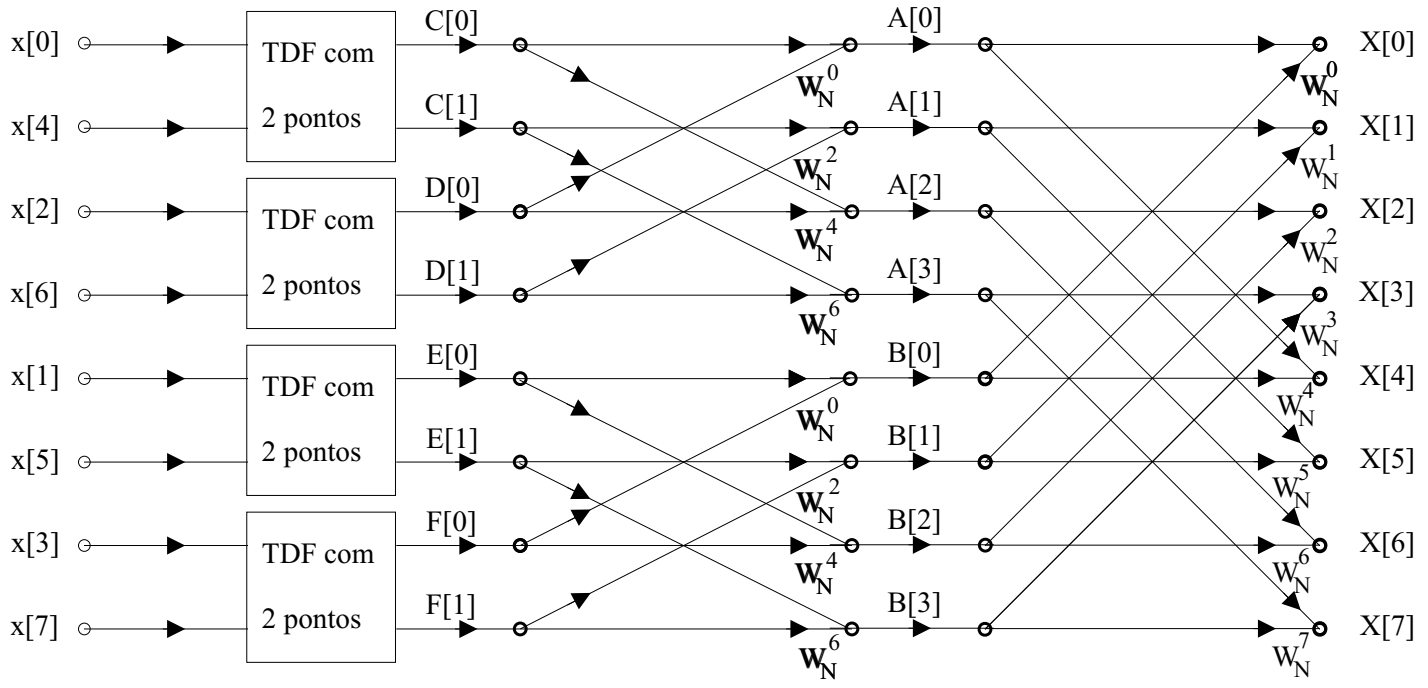 x[0] TDF com C[0] A[0] X[0]
W_N^0 W_N^0
x[4] 2 pontos C[1] A[1] X[1]
W_N^2 W_N^1
x[2] TDF com D[0] A[2] X[2]
W_N^4 W_N^2
x[6] 2 pontos D[1] A[3] X[3]
W_N^6 W_N^3
x[1] TDF com E[0] B[0] X[4]
W_N^0 W_N^4
x[5] 2 pontos E[1] B[1] X[5]
W_N^2 W_N^5
x[3] TDF com F[0] B[2] X[6]
W_N^4 W_N^6
x[7] 2 pontos F[1] B[3] X[7]
W_N^6 W_N^7